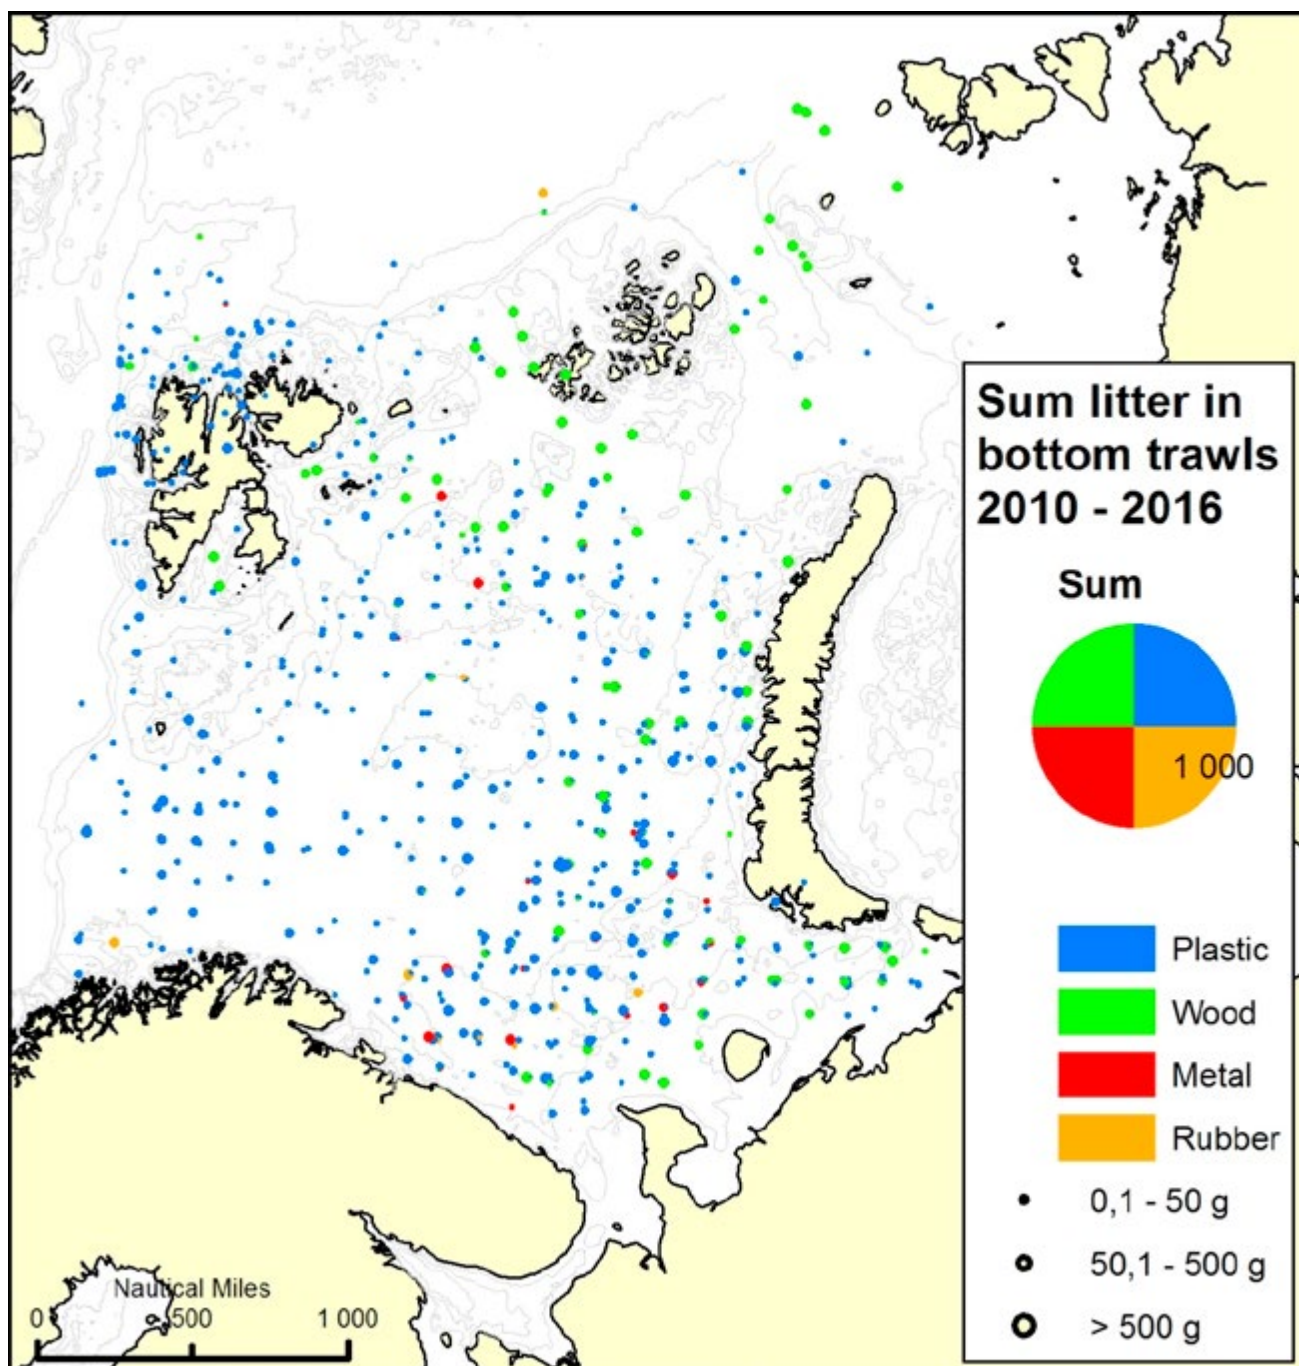 Sum litter in
bottom trawls
2010 - 2016
Sum
1 000
Plastic
Wood
Metal
Rubber
0,1 - 50 g
50,1 - 500 g
> 500 g
Nautical Miles
0 500 1 000